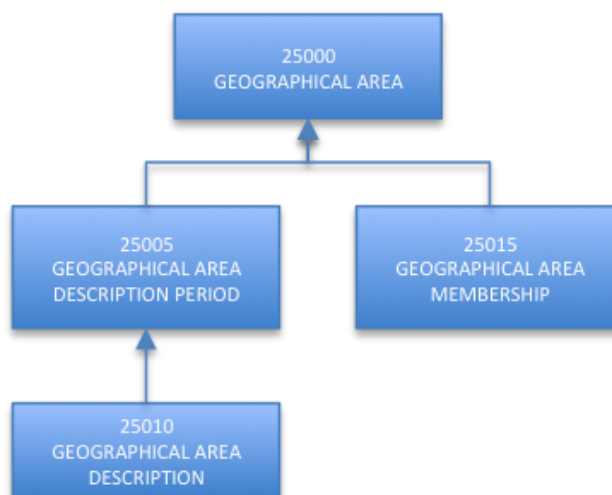 25000
GEOGRAPHICAL AREA
25005
GEOGRAPHICAL AREA
DESCRIPTION PERIOD
25015
GEOGRAPHICAL AREA
MEMBERSHIP
25010
GEOGRAPHICAL AREA
DESCRIPTION